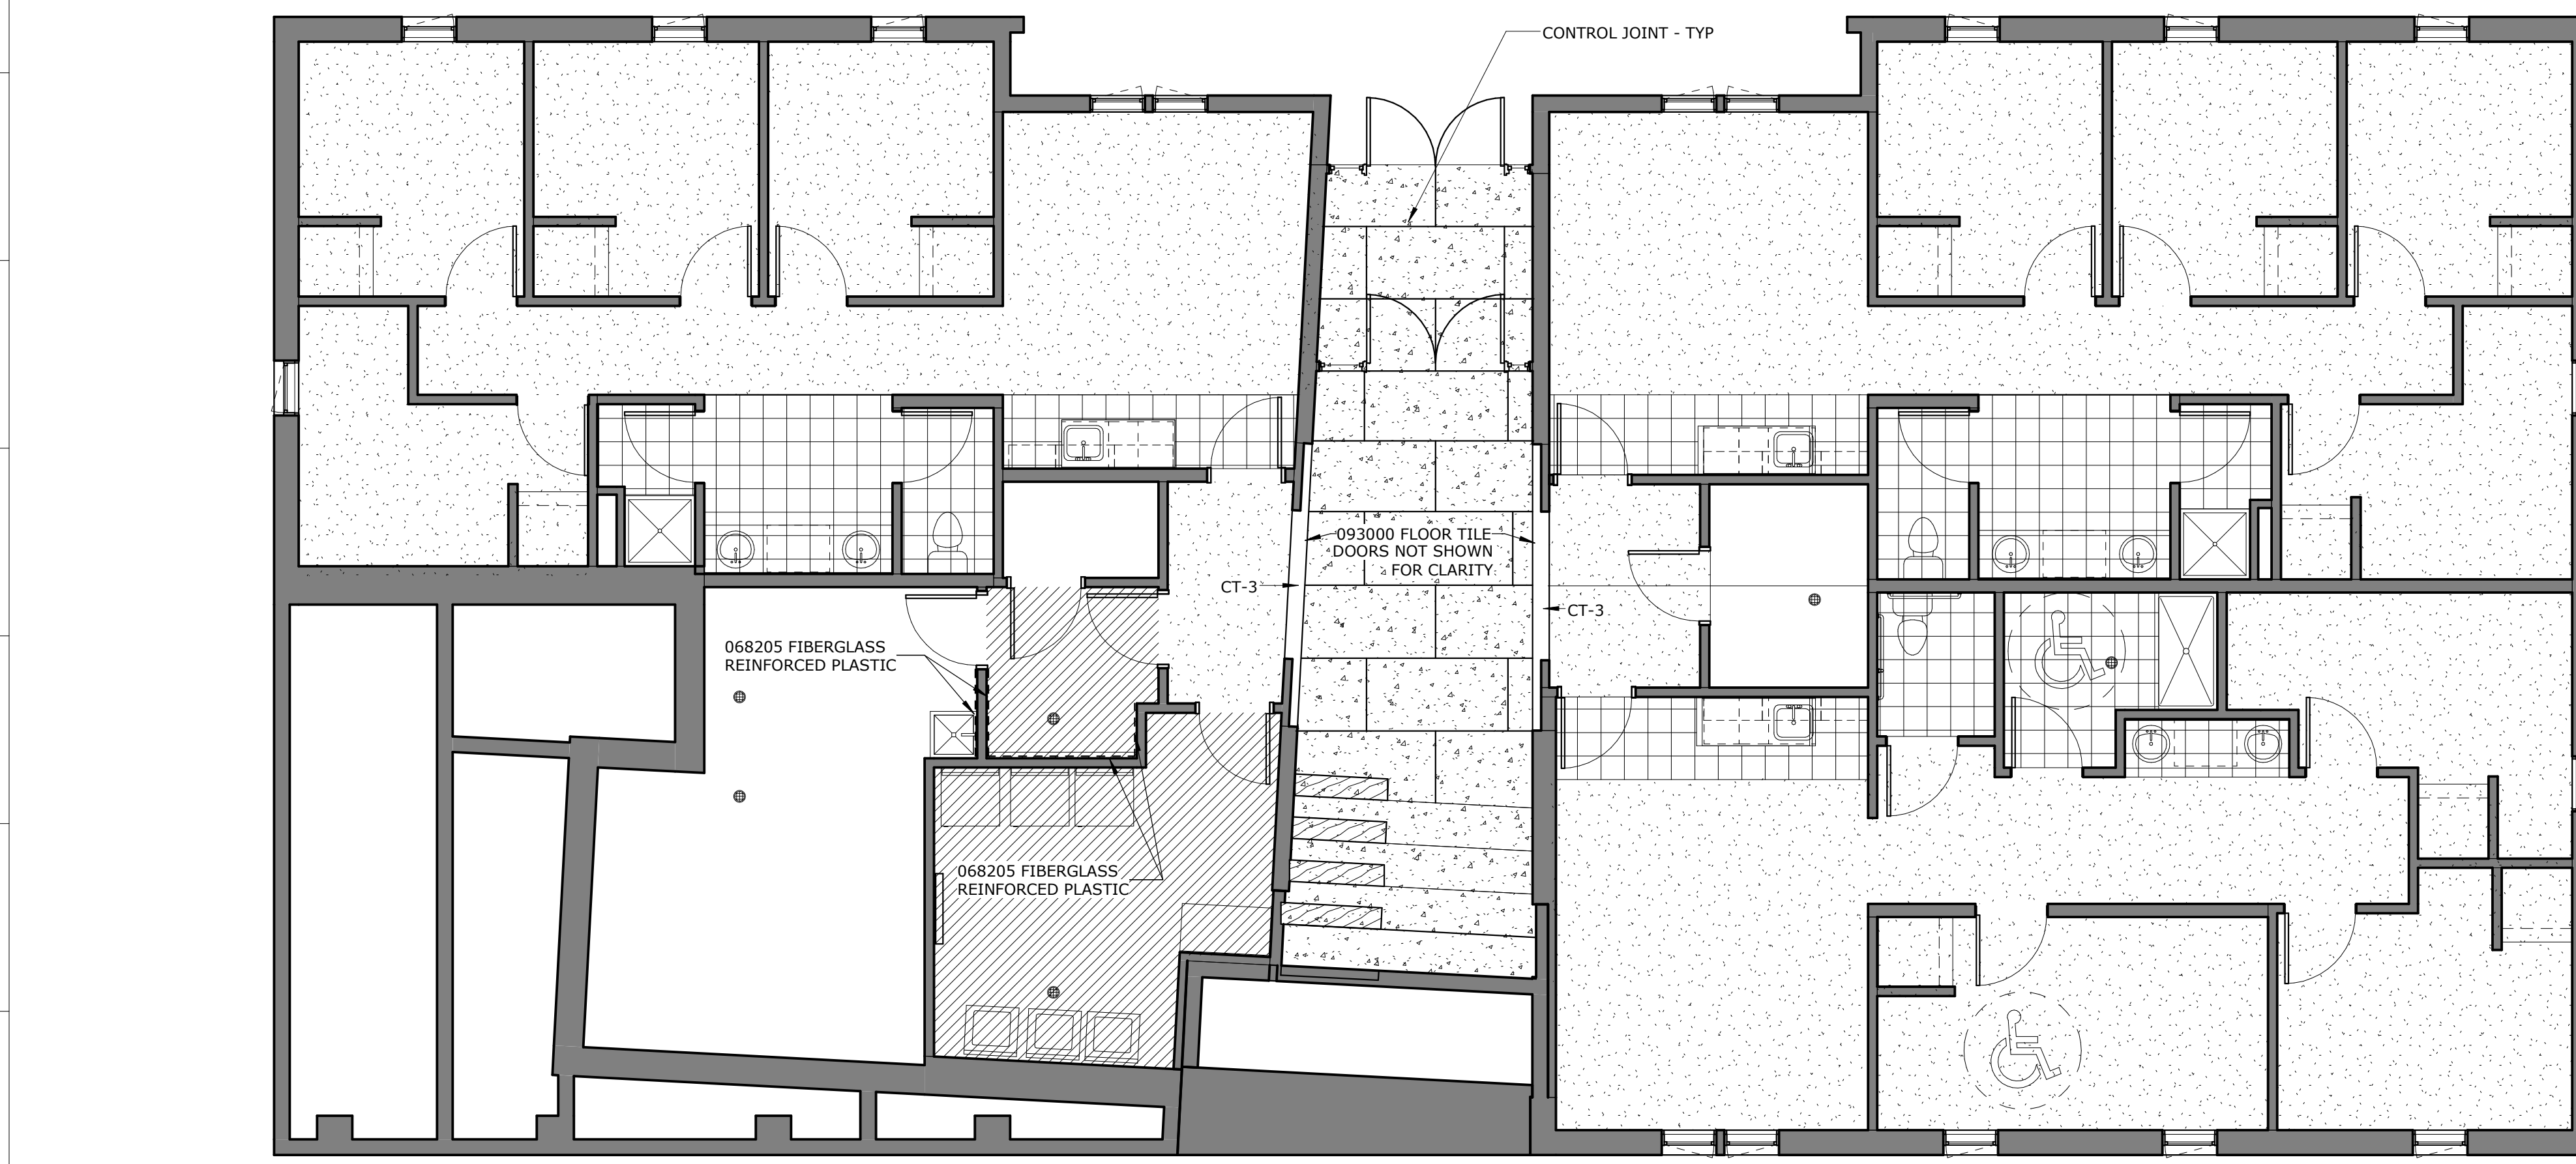 CONTROL JOINT - TYP
093000 FLOOR TILE
DOORS NOT SHOWN
FOR CLARITY
CT-3
CT-3
068205 FIBERGLASS
REINFORCED PLASTIC
068205 FIBERGLASS
REINFORCED PLASTIC